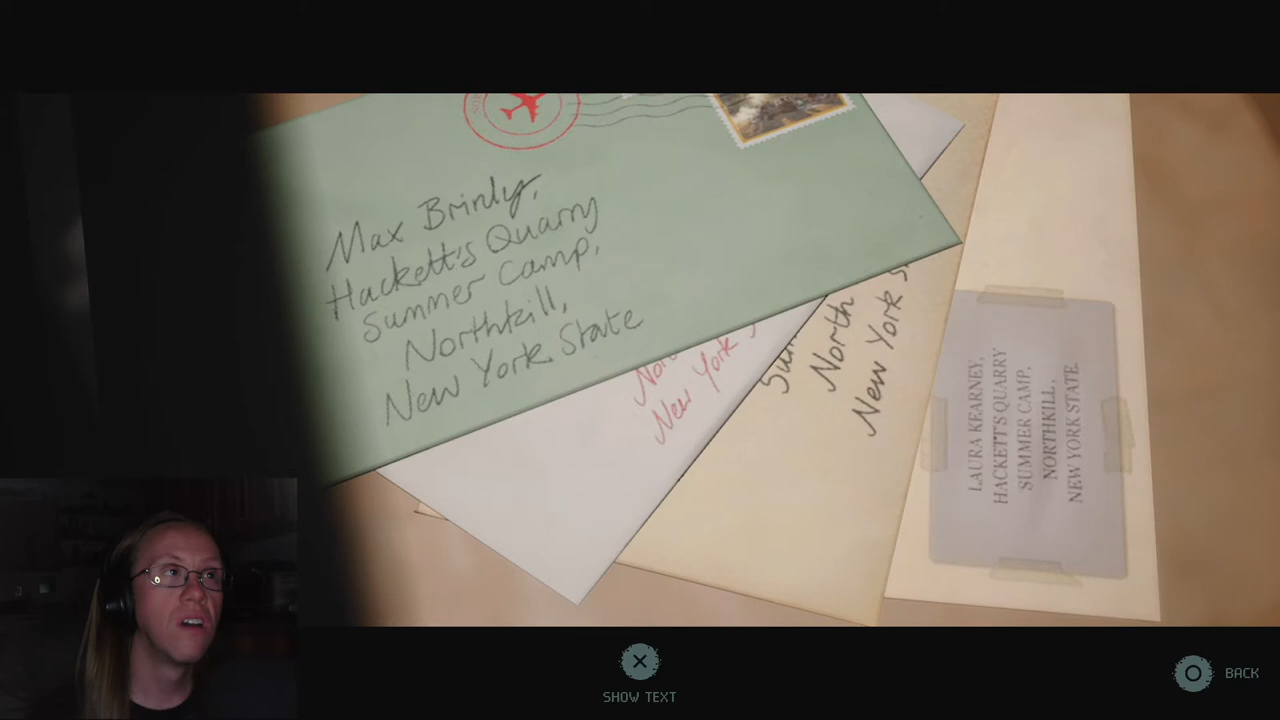 Max Brinly,
Hackett's Quarry
Summer Camp,
Northkill,
New York State
New York
North
New York
LAURA KEARNEY,
HACKETT'S QUARRY
SUMMER CAMP,
NORTHKILL,
NEW YORK STATE.
SHOW TEXT
BACK